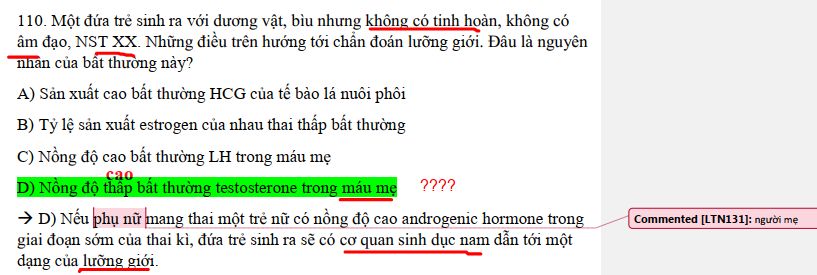 110. Một đứa trẻ sinh ra với dương vật, bìu nhưng không có tinh hoàn, không có
âm đạo, NST XX. Những điều trên hướng tới chẩn đoán lưỡng giới. Đâu là nguyên
nhân của bất thường này?
A) Sản xuất cao bất thường HCG của tế bào lá nuôi phôi
B) Tỷ lệ sản xuất estrogen của nhau thai thấp bất thường
C) Nồng độ cao bất thường LH trong máu mẹ
cao
D) Nồng độ thấp bất thường testosterone trong máu mẹ ????
→ D) Nếu phụ nữ mang thai một trẻ nữ có nồng độ cao androgenic hormone trong
giai đoạn sớm của thai kì, đứa trẻ sinh ra sẽ có cơ quan sinh dục nam dẫn tới một
dạng của lưỡng giới.
Commented [LTN131]: người mẹ